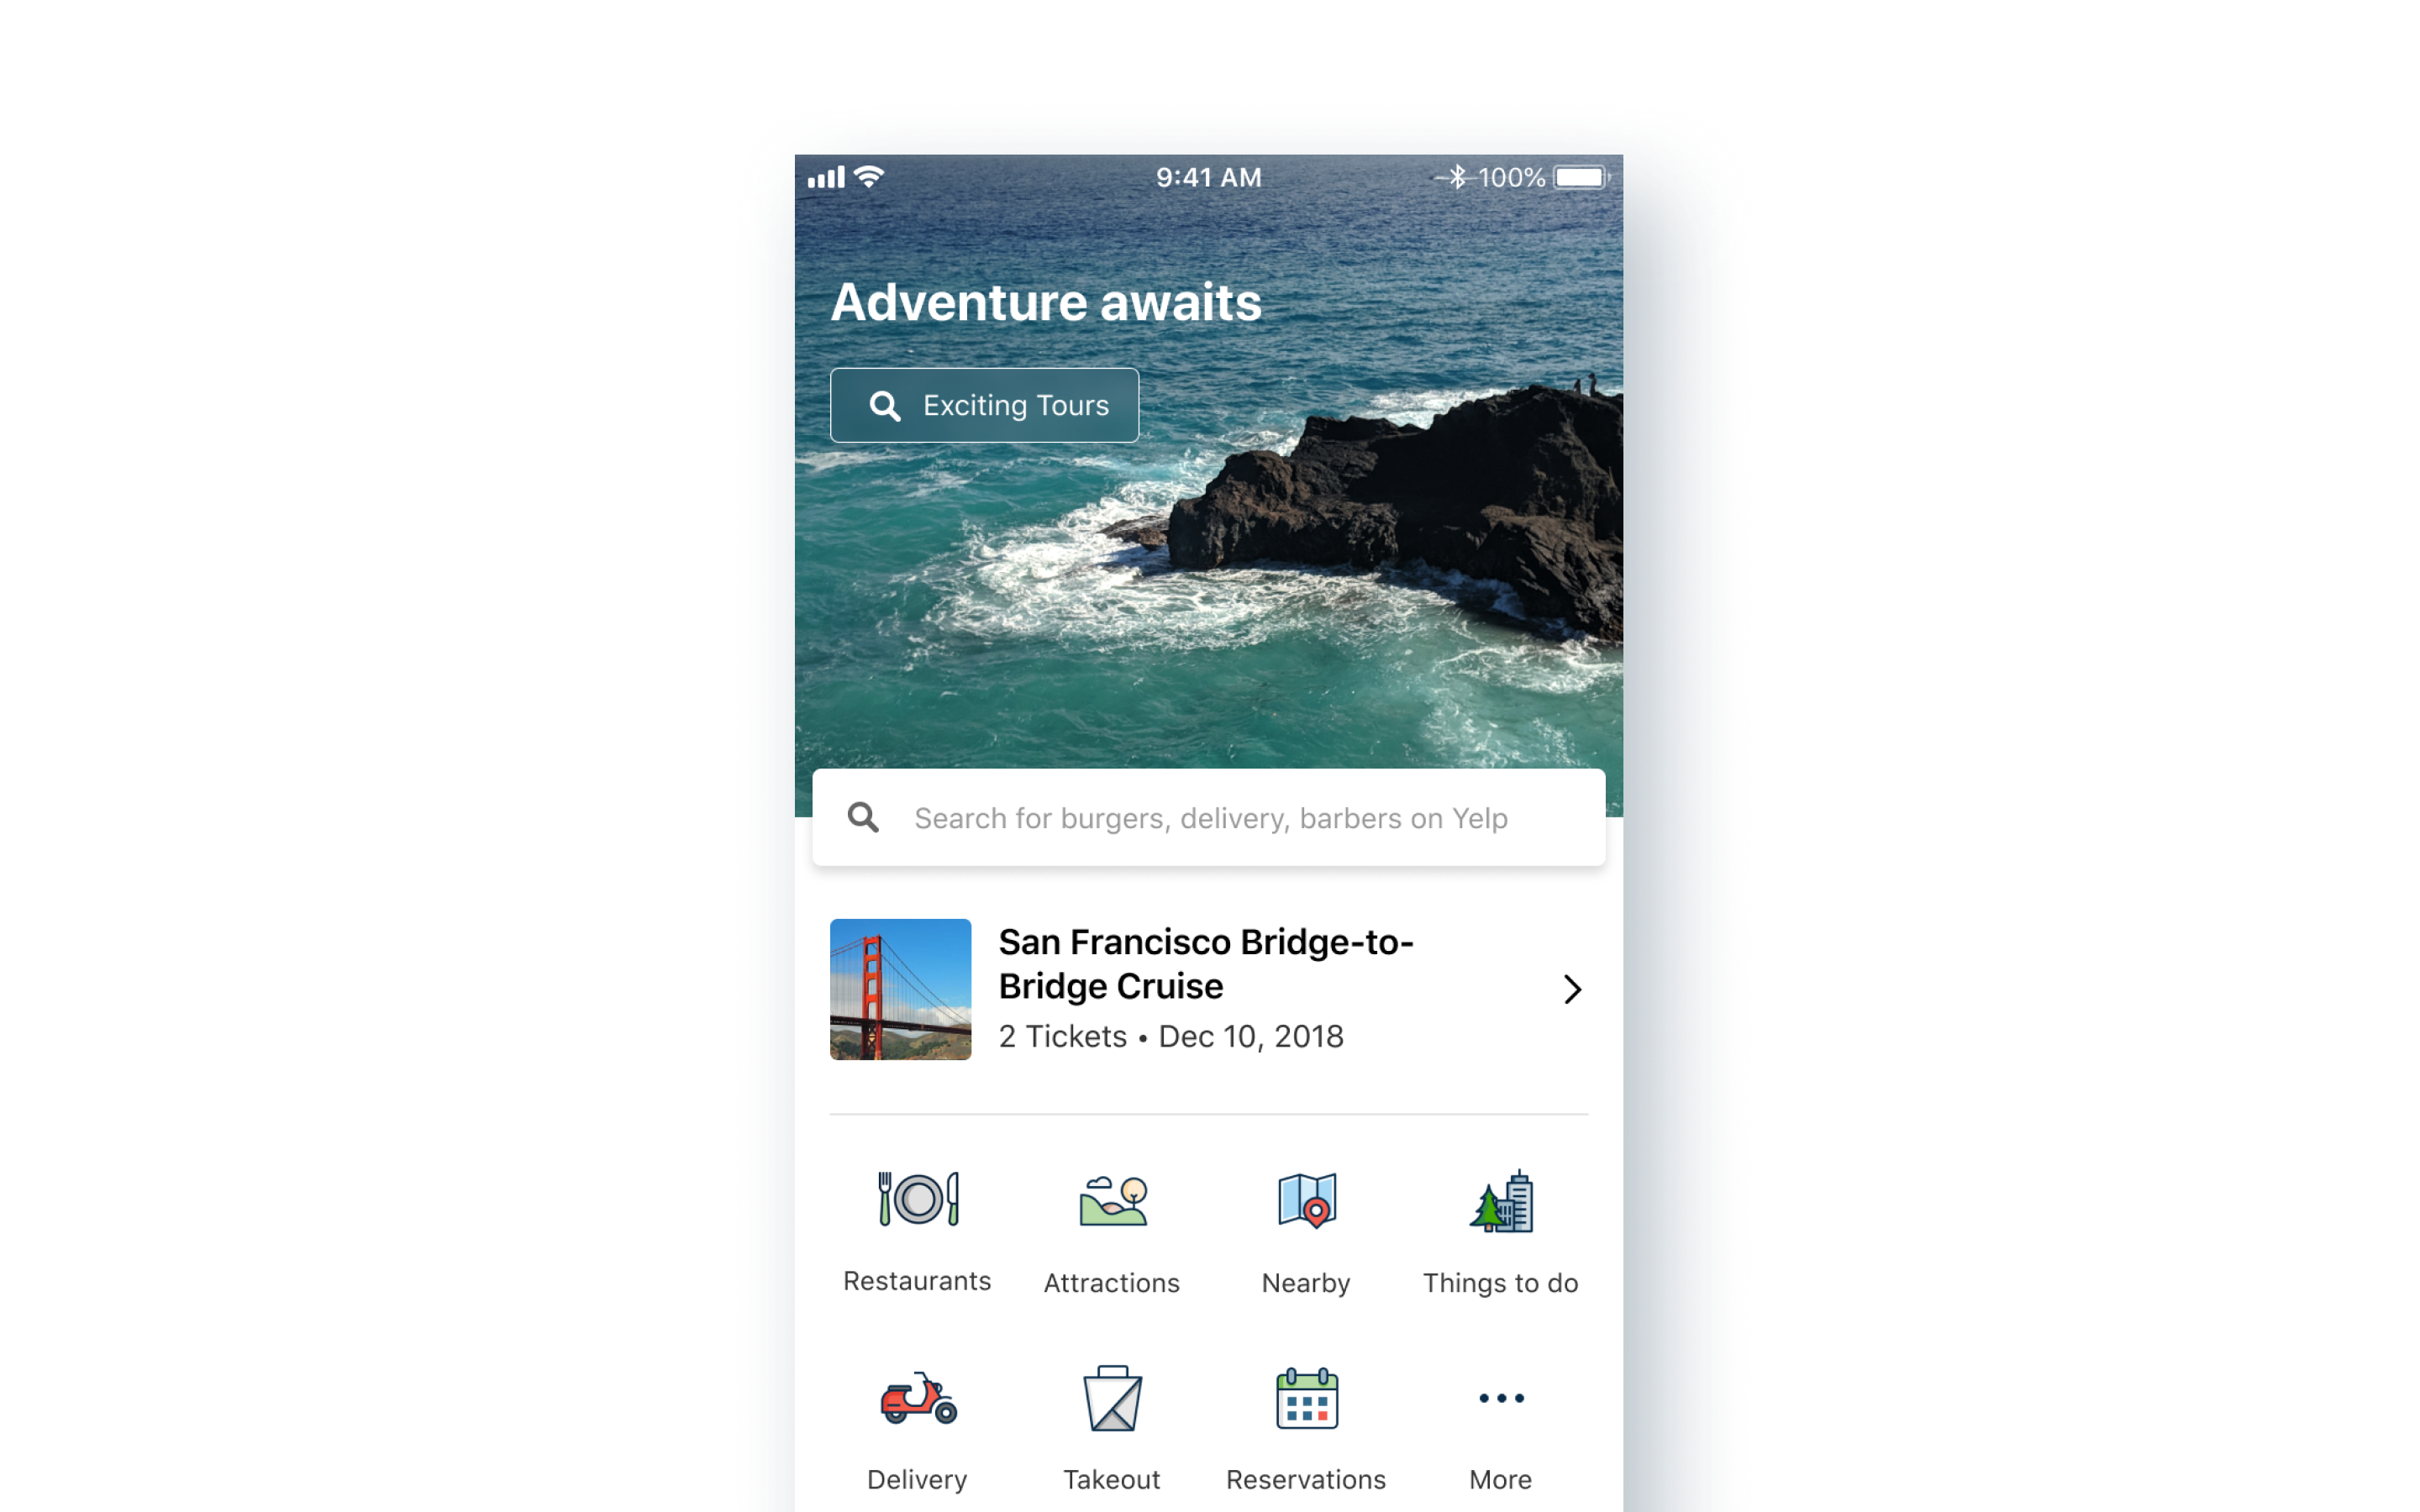 9:41 AM
100%
Adventure awaits
Exciting Tours
Search for burgers, delivery, barbers on Yelp
San Francisco Bridge-to-
Bridge Cruise
2 Tickets • Dec 10, 2018
Restaurants
Attractions
Nearby
Things to do
Delivery
Takeout
Reservations
More